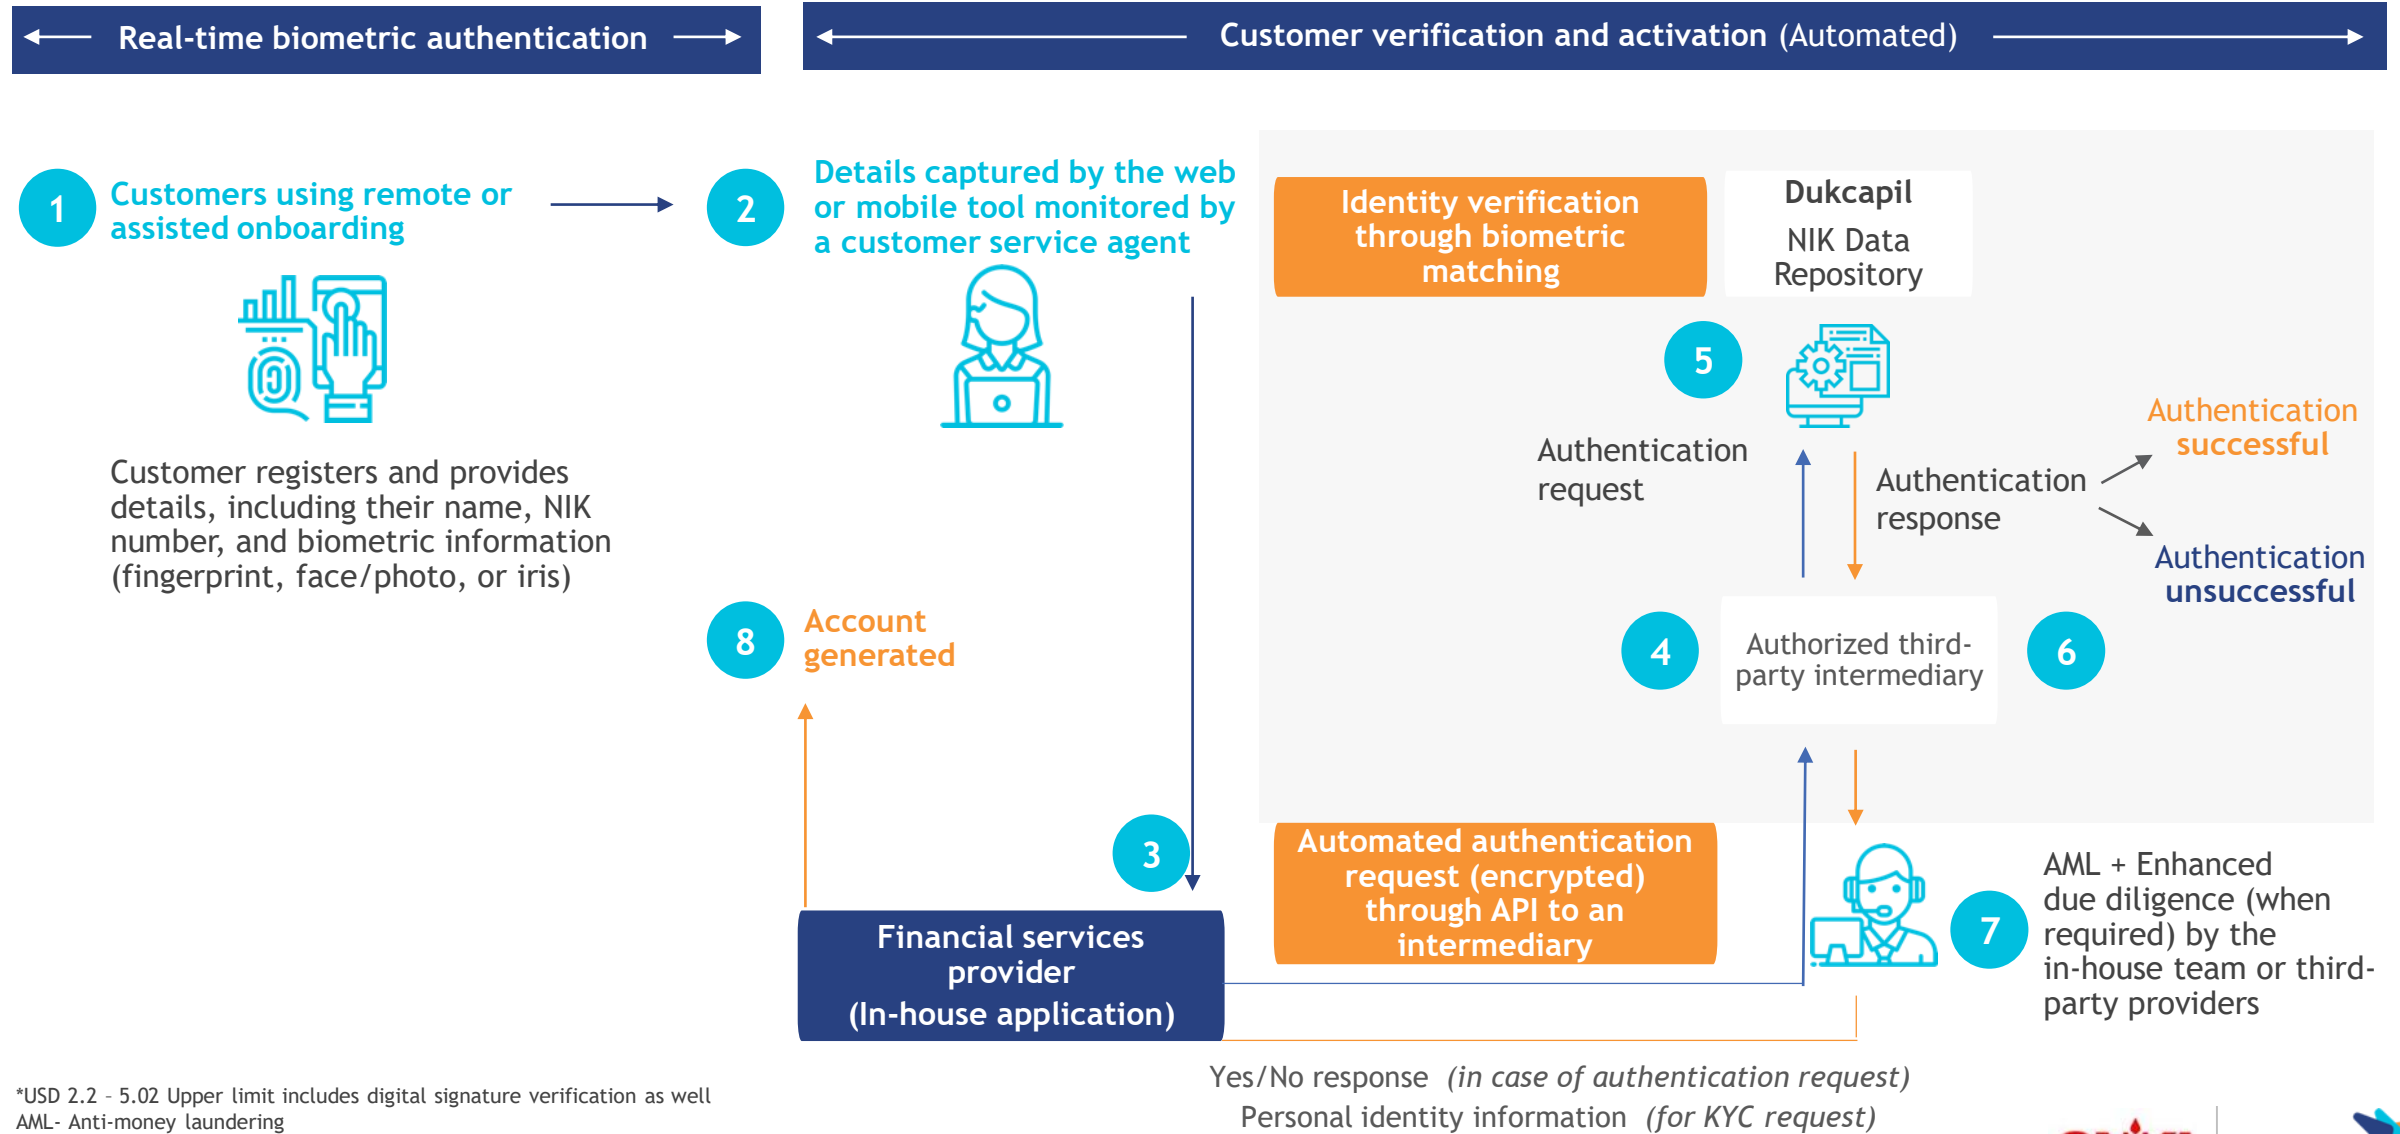 Real-time biometric authentication
Customer verification and activation (Automated)
1
Customers using remote or
assisted onboarding
Customer registers and provides
details, including their name, NIK
number, and biometric information
(fingerprint, face/photo, or iris)
2
Details captured by the web
or mobile tool monitored by
a customer service agent
Identity verification
through biometric
matching
Dukcapil
NIK Data
Repository
5
Authentication
request
Authentication
response
Authentication
successful
Authentication
unsuccessful
4
Authorized third-
party intermediary
6
8
Account
generated
3
Financial services
provider
(In-house application)
Automated authentication
request (encrypted)
through API to an
intermediary
7
AML + Enhanced
due diligence (when
required) by the
in-house team or third-
party providers
Yes/No response (in case of authentication request)
Personal identity information (for KYC request)
*USD 2.2 – 5.02 Upper limit includes digital signature verification as well
AML- Anti-money laundering